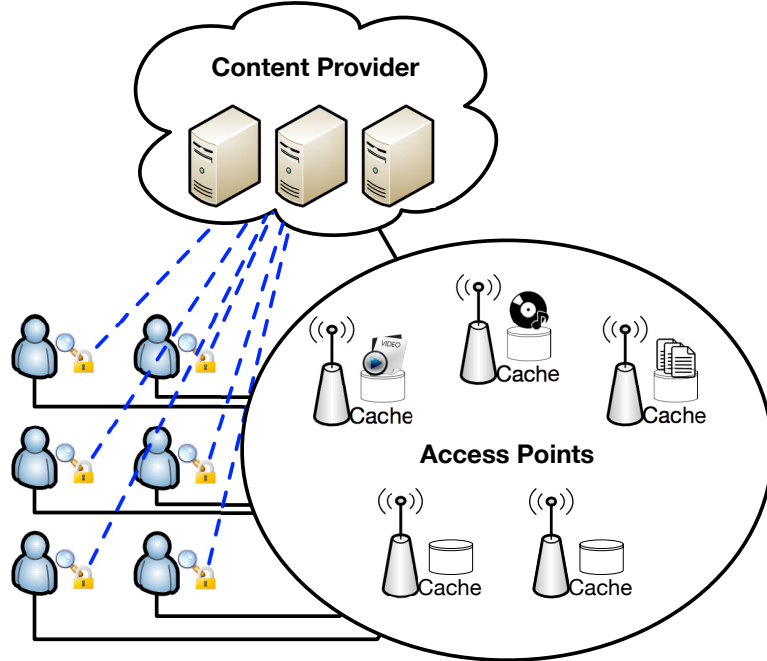 Content Provider
VIDEO
Cache
Cache
Cache
Access Points
Cache
Cache